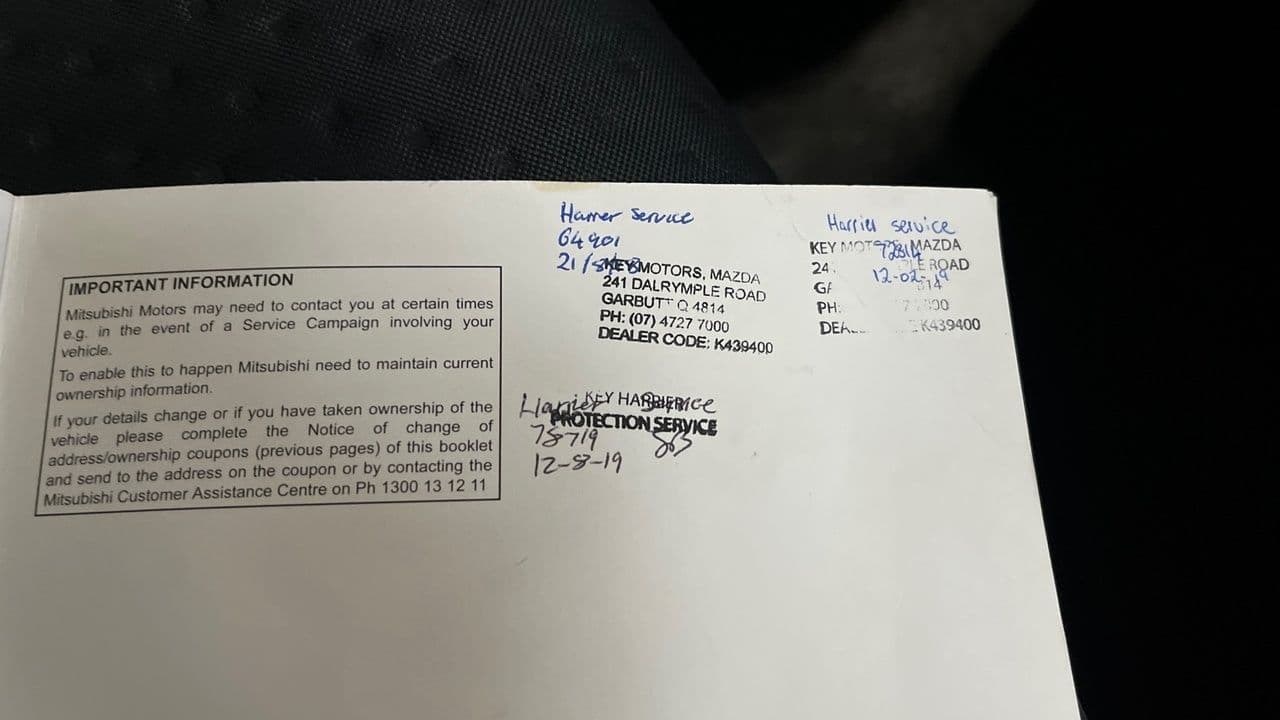 IMPORTANT INFORMATION
Mitsubishi Motors may need to contact you at certain times
e.g. in the event of a Service Campaign involving your
vehicle.
To enable this to happen Mitsubishi need to maintain current
ownership information.
If your details change or if you have taken ownership of the
vehicle please complete the Notice of change of
address/ownership coupons (previous pages) of this booklet
and send to the address on the coupon or by contacting the
Mitsubishi Customer Assistance Centre on Ph 1300 13 12 11
Harrier Service
64901
KEY MOTORS, MAZDA
241 DALRYMPLE ROAD
GARBUTT Q 4814
PH: (07) 4727 7000
DEALER CODE: K439400
Harrier service
KEY MOTORS, MAZDA
72814
ROAD
12-02-19
PH:
K439400
Harrier Service
KEY HARRIER
PROTECTION SERVICE
78719
12-8-19